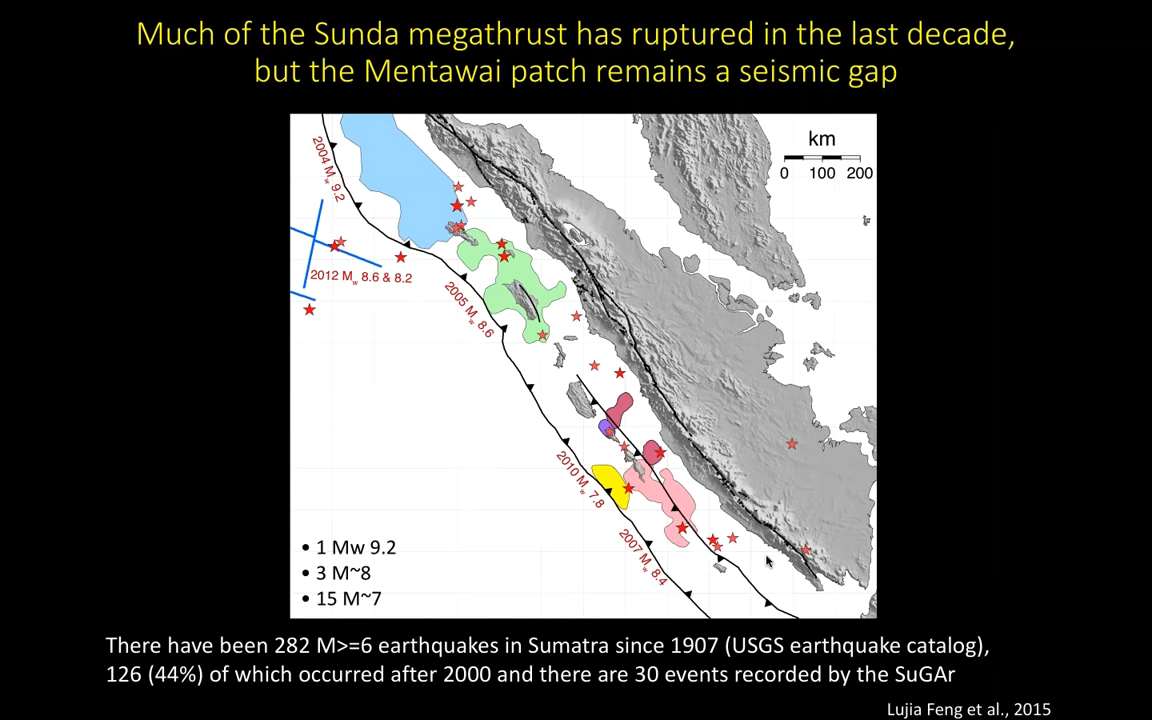 Much of the Sunda megathrust has ruptured in the last decade,
but the Mentawai patch remains a seismic gap
km
0 100 200
2004 Mw 9.2
2012 Mw 8.6 & 8.2
2005 Mw 8.6
2010 Mw 7.8
2007 Mw 8.4
• 1 Mw 9.2
• 3 M~8
• 15 M~7
There have been 282 M>=6 earthquakes in Sumatra since 1907 (USGS earthquake catalog),
126 (44%) of which occurred after 2000 and there are 30 events recorded by the SuGAr
Lujia Feng et al., 2015